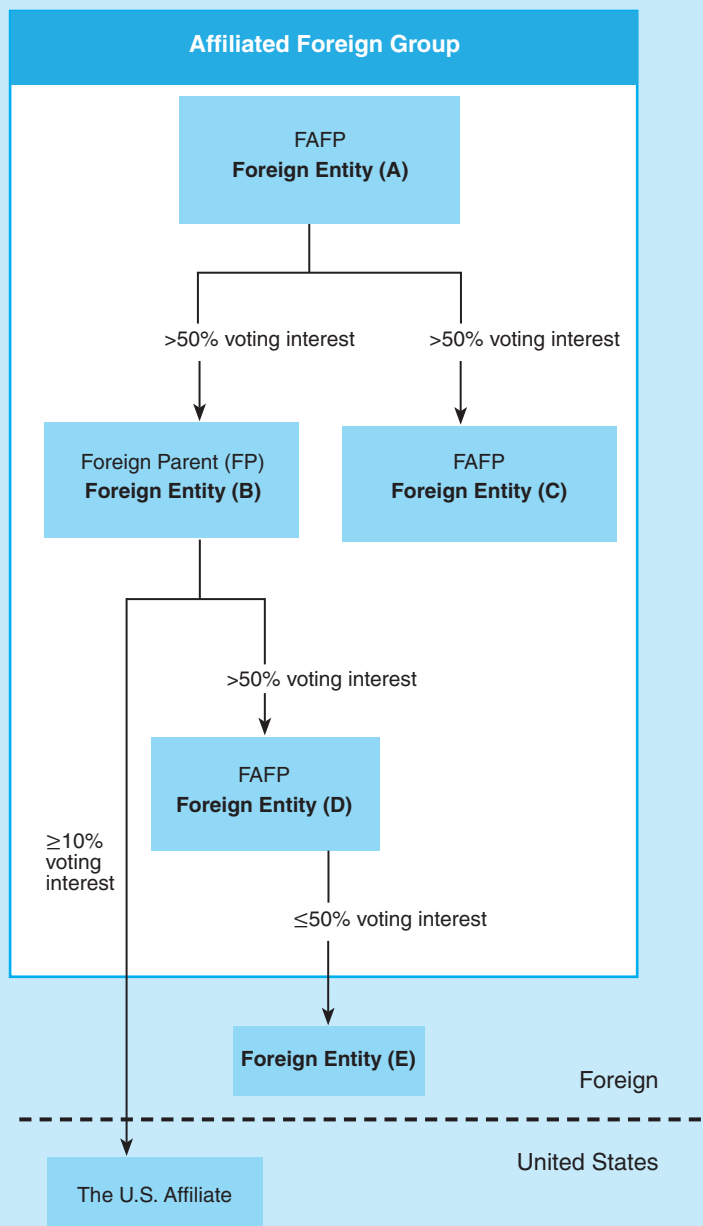 Affiliated Foreign Group
FAFP
Foreign Entity (A)
>50% voting interest
>50% voting interest
Foreign Parent (FP)
Foreign Entity (B)
FAFP
Foreign Entity (C)
>50% voting interest
FAFP
Foreign Entity (D)
≥10%
voting
interest
≤50% voting interest
Foreign Entity (E)
Foreign
United States
The U.S. Affiliate